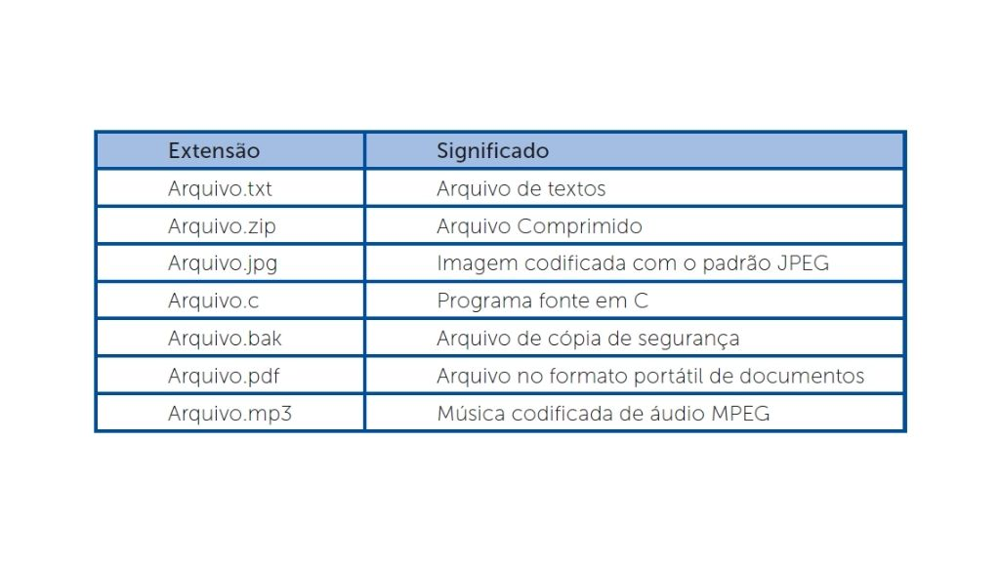 Extensão Significado
Arquivo.txt Arquivo de textos
Arquivo.zip Arquivo Comprimido
Arquivo.jpg Imagem codificada com o padrão JPEG
Arquivo.c Programa fonte em C
Arquivo.bak Arquivo de cópia de segurança
Arquivo.pdf Arquivo no formato portátil de documentos
Arquivo.mp3 Música codificada de áudio MPEG